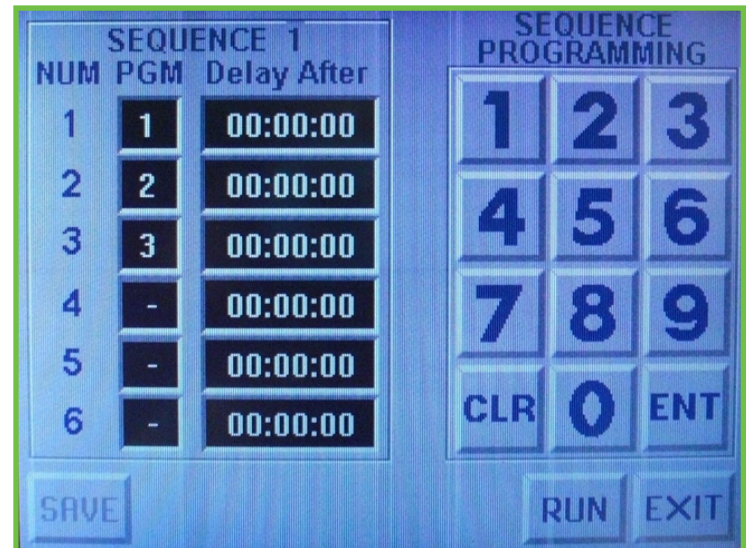 SEQUENCE 1
NUM PGM Delay After
1 1 00:00:00
2 2 00:00:00
3 3 00:00:00
4 - 00:00:00
5 - 00:00:00
6 - 00:00:00
SAVE
SEQUENCE
PROGRAMMING
1 2 3
4 5 6
7 8 9
CLR 0 ENT
RUN EXIT